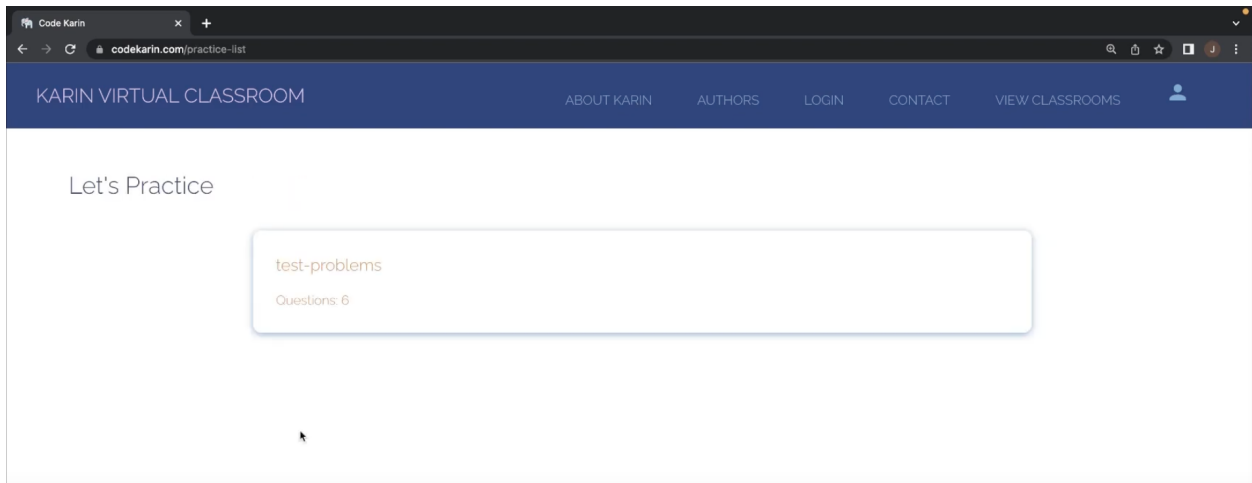 Code Karin
codekarin.com/practice-list
J
KARIN VIRTUAL CLASSROOM
ABOUT KARIN
AUTHORS
LOGIN
CONTACT
VIEW CLASSROOMS
Let's Practice
test-problems
Questions: 6